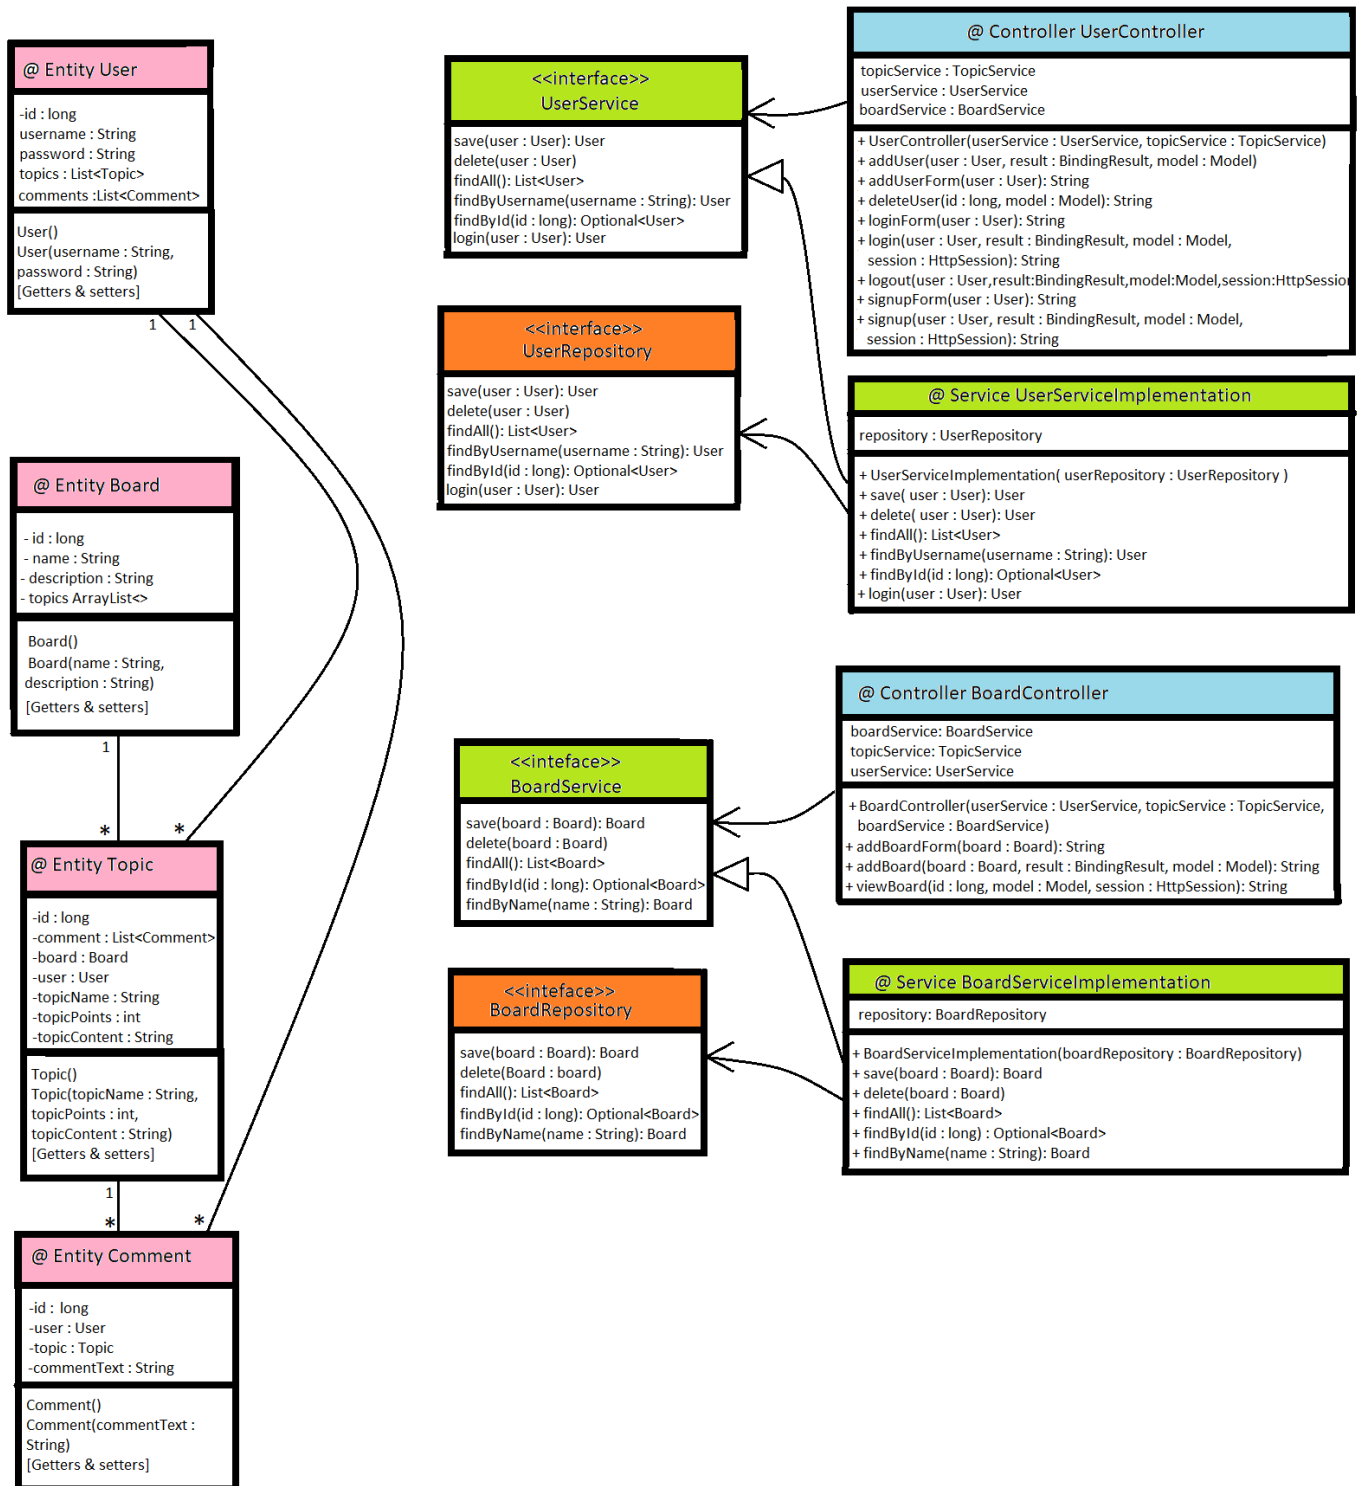 @ Entity User
-id : long
username : String
password : String
topics : List<Topic>
comments :List<Comment>
User()
User(username : String,
password : String)
[Getters & setters]
1
1
@ Entity Board
- id : long
- name : String
- description : String
- topics ArrayList<>
Board()
Board(name : String,
description : String)
[Getters & setters]
1
*
*
@ Entity Topic
-id : long
-comment : List<Comment>
-board : Board
-user : User
-topicName : String
-topicPoints : int
-topicContent : String
Topic()
Topic(topicName : String,
topicPoints : int,
topicContent : String)
[Getters & setters]
1
*
*
@ Entity Comment
-id : long
-user : User
-topic : Topic
-commentText : String
Comment()
Comment(commentText :
String)
[Getters & setters]
<<interface>>
UserService
save(user : User): User
delete(user : User)
findAll(): List<User>
findByUsername(username : String): User
findById(id : long): Optional<User>
login(user : User): User
<<interface>>
UserRepository
save(user : User): User
delete(user : User)
findAll(): List<User>
findByUsername(username : String): User
findById(id : long): Optional<User>
login(user : User): User
@ Controller UserController
topicService : TopicService
userService : UserService
boardService : BoardService
+ UserController(userService : UserService, topicService : TopicService)
+ addUser(user : User, result : BindingResult, model : Model)
+ addUserForm(user : User): String
+ deleteUser(id : long, model : Model): String
+ loginForm(user : User): String
+ login(user : User, result : BindingResult, model : Model,
session : HttpSession): String
+ logout(user : User,result:BindingResult,model:Model,session:HttpSession
+ signupForm(user : User): String
+ signup(user : User, result : BindingResult, model : Model,
session : HttpSession): String
@ Service UserServiceImplementation
repository : UserRepository
+ UserServiceImplementation( userRepository : UserRepository )
+ save( user : User): User
+ delete( user : User): User
+ findAll(): List<User>
+ findByUsername(username : String): User
+ findById(id : long): Optional<User>
+ login(user : User): User
<<inteface>>
BoardService
save(board : Board): Board
delete(board : Board)
findAll(): List<Board>
findById(id : long): Optional<Board>
findByName(name : String): Board
<<inteface>>
BoardRepository
save(board : Board): Board
delete(Board : board)
findAll(): List<Board>
findById(id : long): Optional<Board>
findByName(name : String): Board
@ Controller BoardController
boardService: BoardService
topicService: TopicService
userService: UserService
+ BoardController(userService : UserService, topicService : TopicService,
boardService : BoardService)
+ addBoardForm(board : Board): String
+ addBoard(board : Board, result : BindingResult, model : Model): String
+ viewBoard(id : long, model : Model, session : HttpSession): String
@ Service BoardServiceImplementation
repository: BoardRepository
+ BoardServiceImplementation(boardRepository : BoardRepository)
+ save(board : Board): Board
+ delete(board : Board)
+ findAll(): List<Board>
+ findById(id : long) : Optional<Board>
+ findByName(name : String): Board